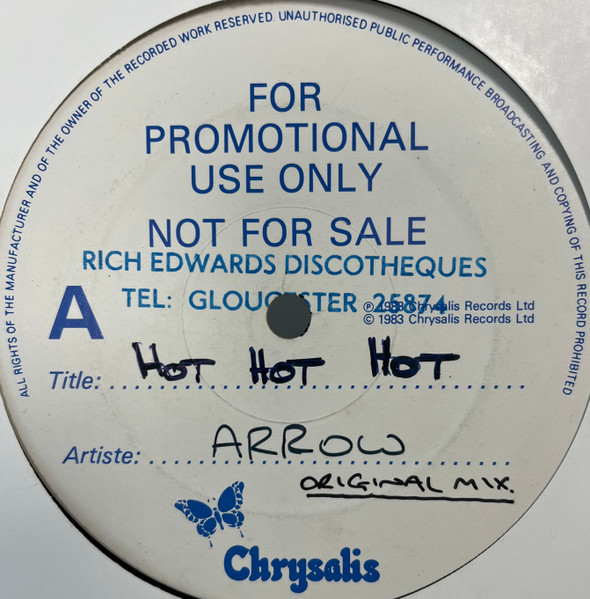 ALL RIGHTS OF THE MANUFACTURER AND OF THE OWNER OF THE RECORDED WORK RESERVED. UNAUTHORISED PUBLIC PERFORMANCE BROADCASTING AND COPYING OF THIS RECORD PROHIBITED
FOR
PROMOTIONAL
USE ONLY
NOT FOR SALE
RICH EDWARDS DISCOTHEQUES
TEL: GLOUCESTER 25874
A
℗ 1983 Chrysalis Records Ltd
© 1983 Chrysalis Records Ltd
Title: HOT HOT HOT
Artiste: ARROW
ORIGINAL MIX.
Chrysalis